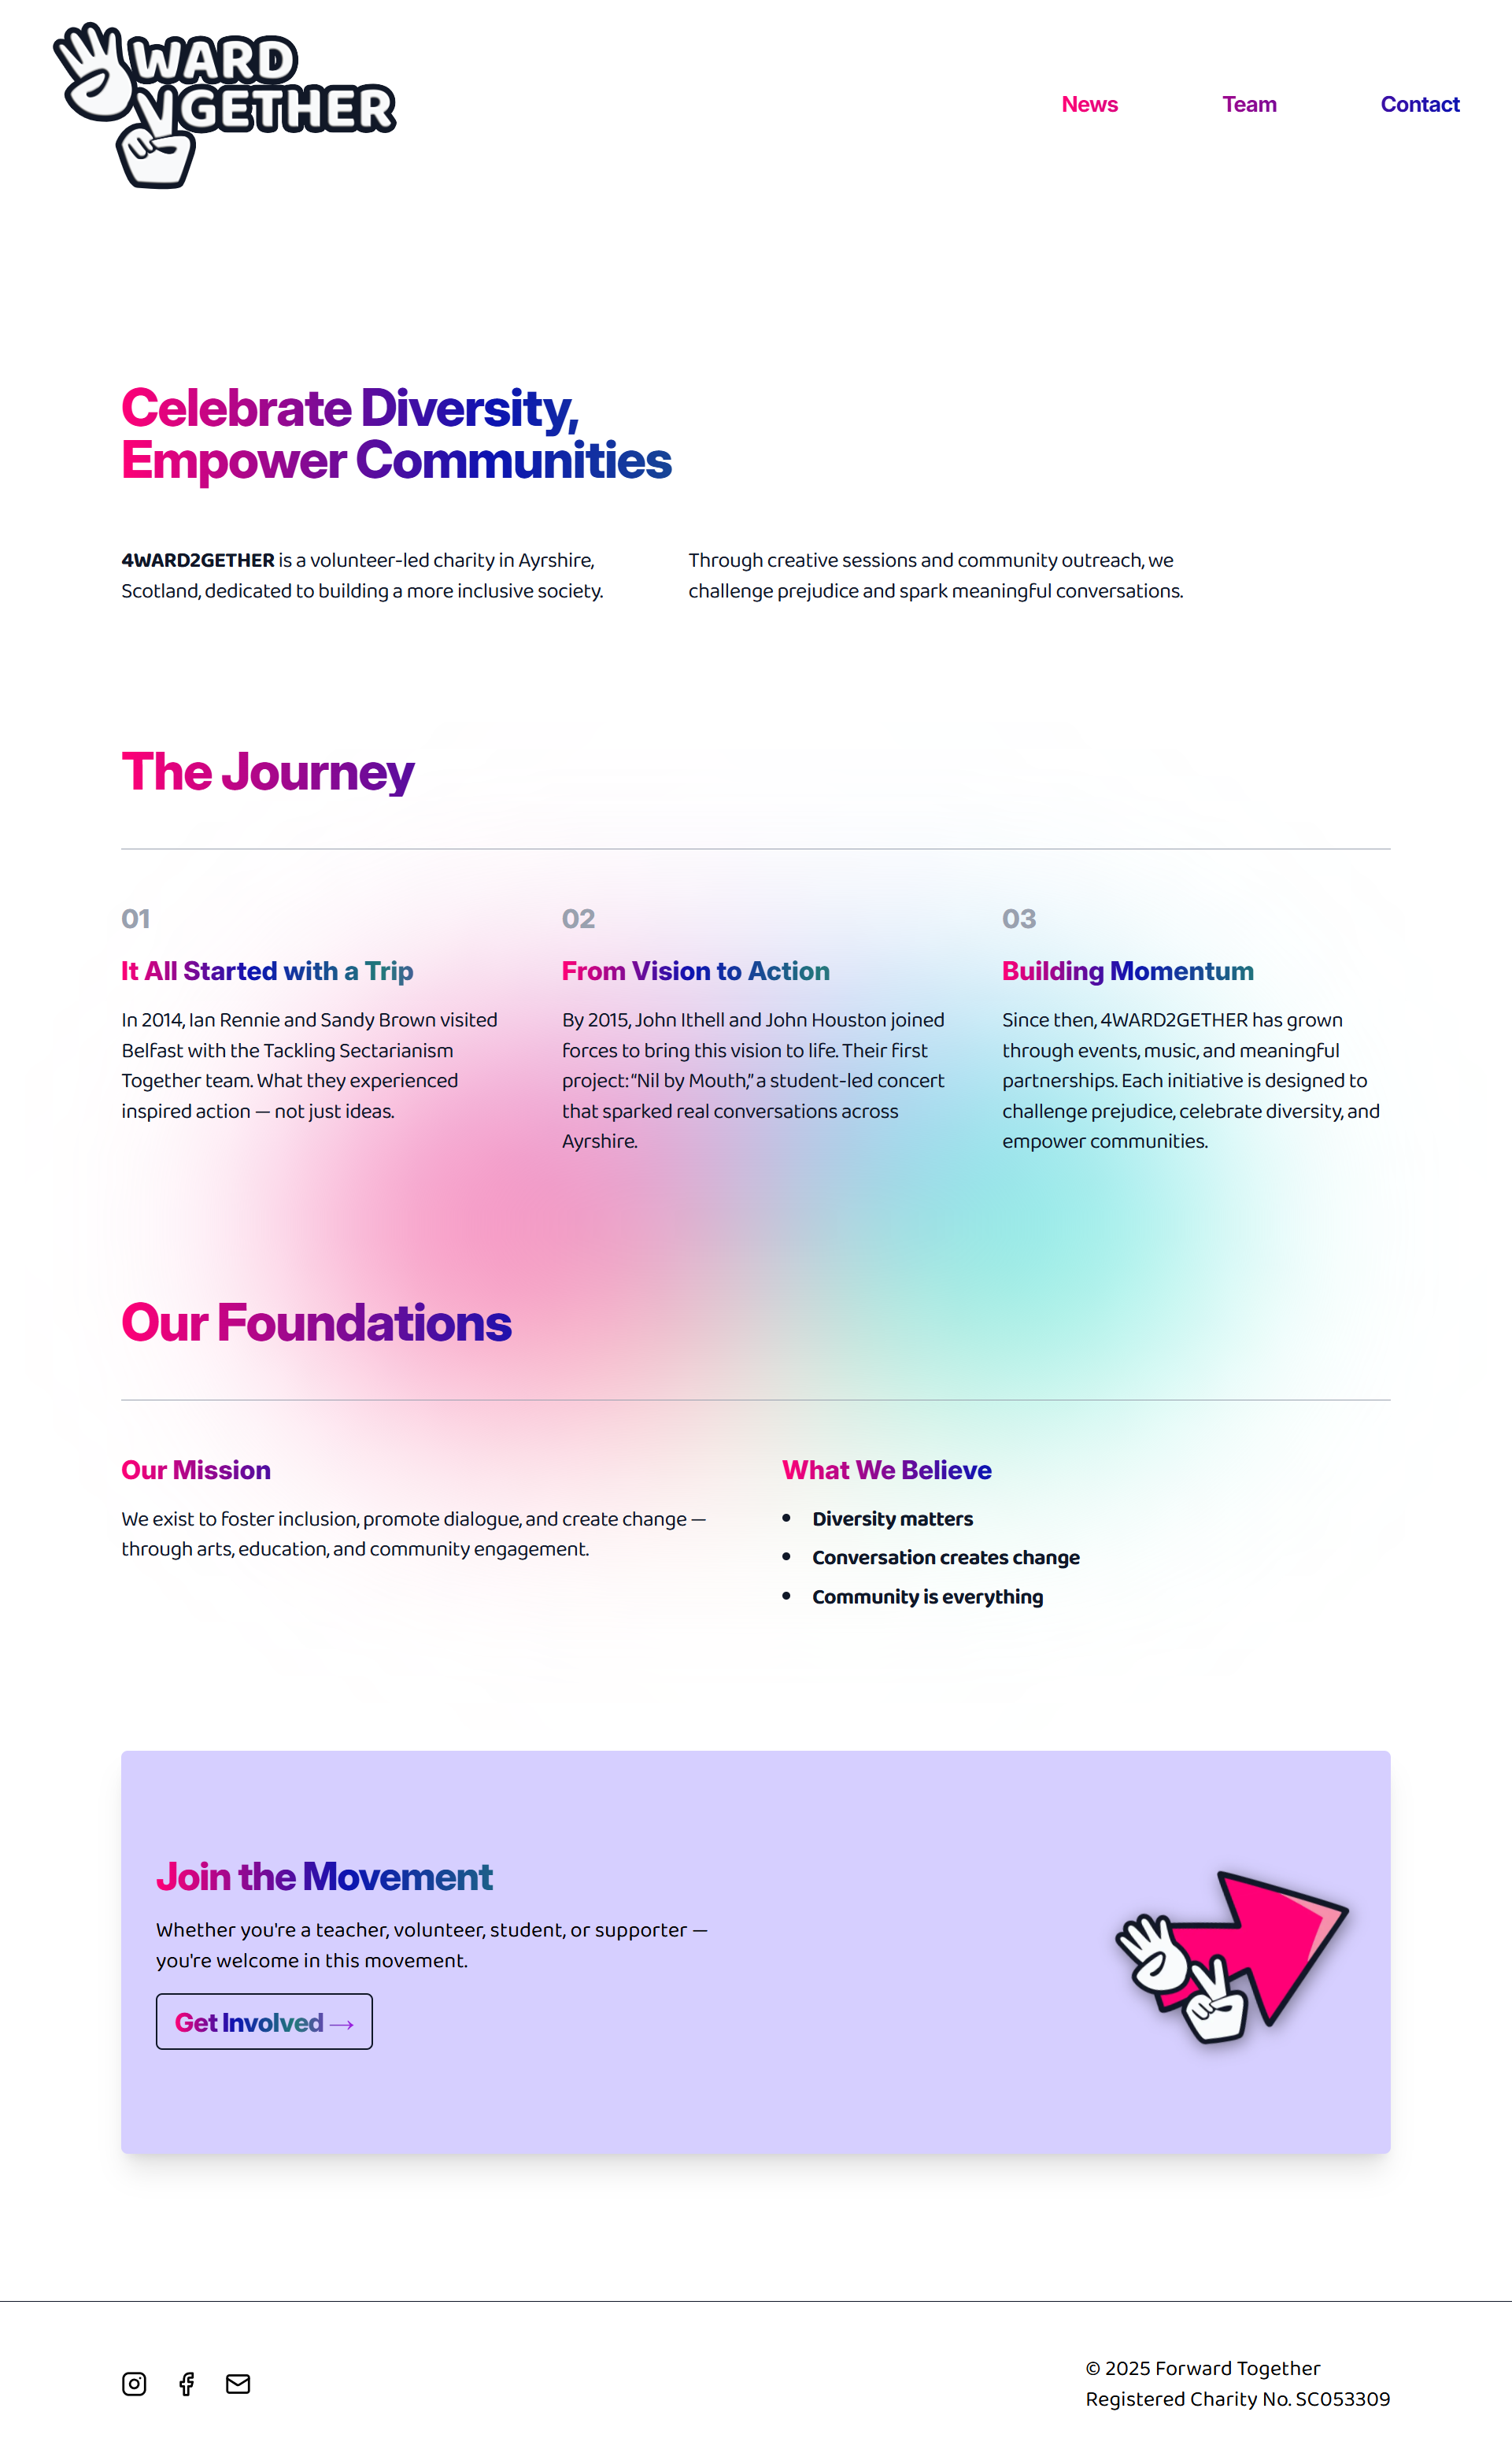 WARD
GETHER
News
Team
Contact
Celebrate Diversity,
Empower Communities
4WARD2GETHER is a volunteer-led charity in Ayrshire,
Scotland, dedicated to building a more inclusive society.
Through creative sessions and community outreach, we
challenge prejudice and spark meaningful conversations.
The Journey
01
It All Started with a Trip
In 2014, Ian Rennie and Sandy Brown visited
Belfast with the Tackling Sectarianism
Together team. What they experienced
inspired action — not just ideas.
02
From Vision to Action
By 2015, John Ithell and John Houston joined
forces to bring this vision to life. Their first
project: “Nil by Mouth,” a student-led concert
that sparked real conversations across
Ayrshire.
03
Building Momentum
Since then, 4WARD2GETHER has grown
through events, music, and meaningful
partnerships. Each initiative is designed to
challenge prejudice, celebrate diversity, and
empower communities.
Our Foundations
Our Mission
We exist to foster inclusion, promote dialogue, and create change —
through arts, education, and community engagement.
What We Believe
• Diversity matters
• Conversation creates change
• Community is everything
Join the Movement
Whether you're a teacher, volunteer, student, or supporter —
you're welcome in this movement.
Get Involved →
© 2025 Forward Together
Registered Charity No. SC053309